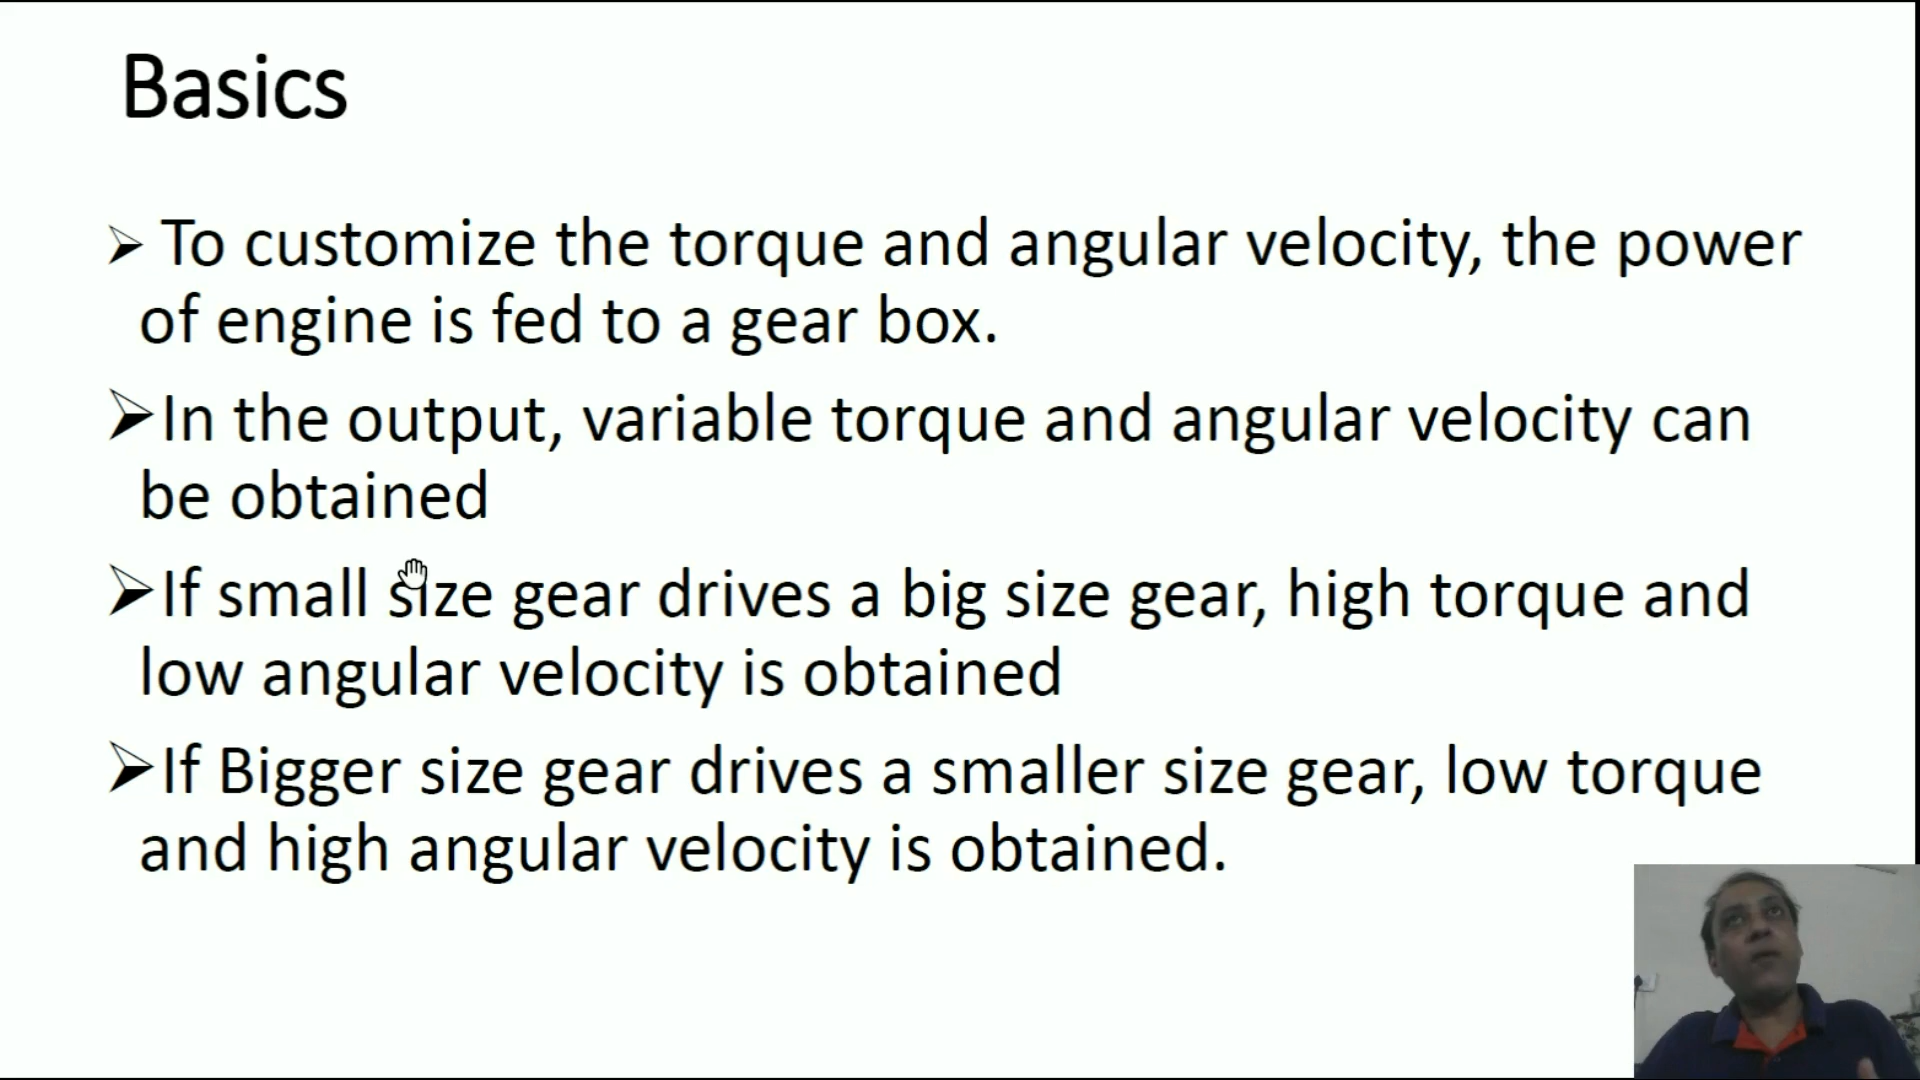 Basics
To customize the torque and angular velocity, the power
of engine is fed to a gear box.
In the output, variable torque and angular velocity can
be obtained
If small size gear drives a big size gear, high torque and
low angular velocity is obtained
If Bigger size gear drives a smaller size gear, low torque
and high angular velocity is obtained.